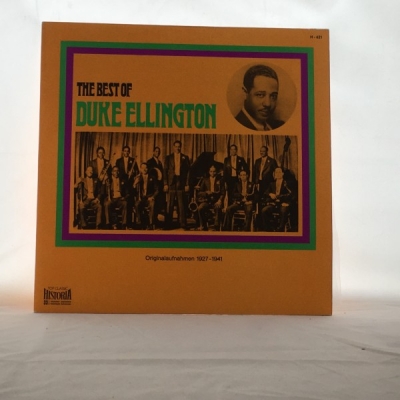 THE BEST OF
DUKE ELLINGTON
Originalaufnahmen 1927-1941
HISTORIA